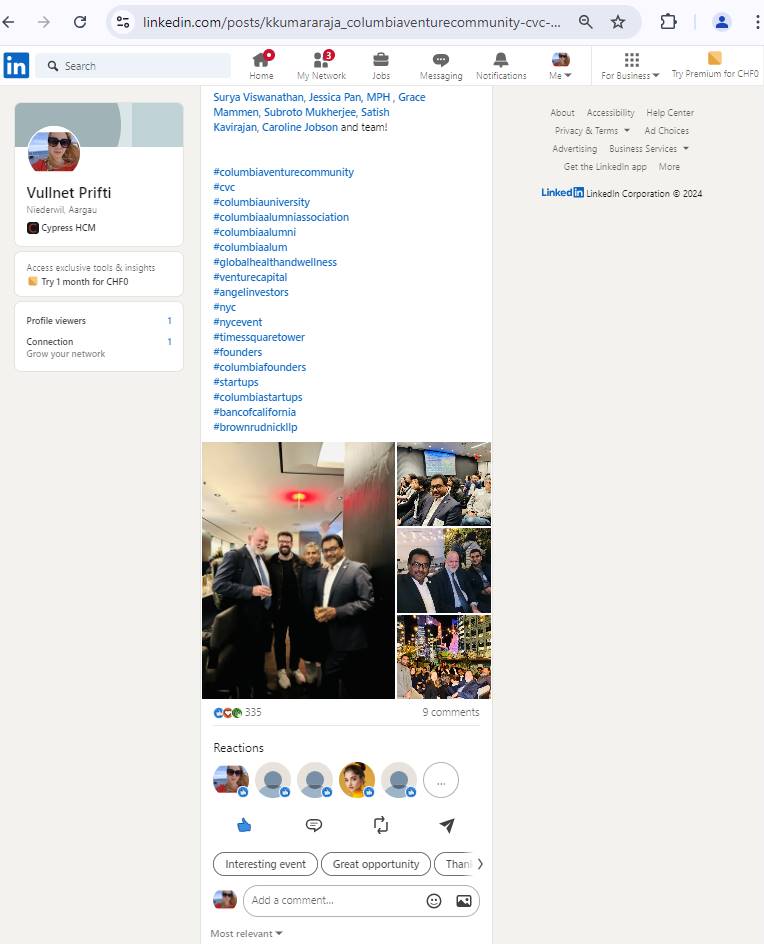 linkedin.com/posts/kkumararaja_columbiaventurecommunity-cvc-...
in
Search
Home
3
My Network
Jobs
Messaging
Notifications
Me
For Business
Try Premium for CHF0
Vullnet Prifti
Niederwil, Aargau
Cypress HCM
Access exclusive tools & insights
Try 1 month for CHF0
Profile viewers 1
Connection 1
Grow your network
Surya Viswanathan, Jessica Pan, MPH , Grace
Mammen, Subroto Mukherjee, Satish
Kavirajan, Caroline Jobson and team!
#columbiaventurecommunity
#cvc
#columbiauniversity
#columbiaalumniassociation
#columbiaalumni
#columbiaalum
#globalhealthandwellness
#venturecapital
#angelinvestors
#nyc
#nycevent
#timessquaretower
#founders
#columbiafounders
#startups
#columbiastartups
#bancofcalifornia
#brownrudnickllp
335
9 comments
Reactions
...
Interesting event
Great opportunity
Than
Add a comment...
Most relevant
About Accessibility Help Center
Privacy & Terms Ad Choices
Advertising Business Services
Get the LinkedIn app More
Linkedin LinkedIn Corporation © 2024